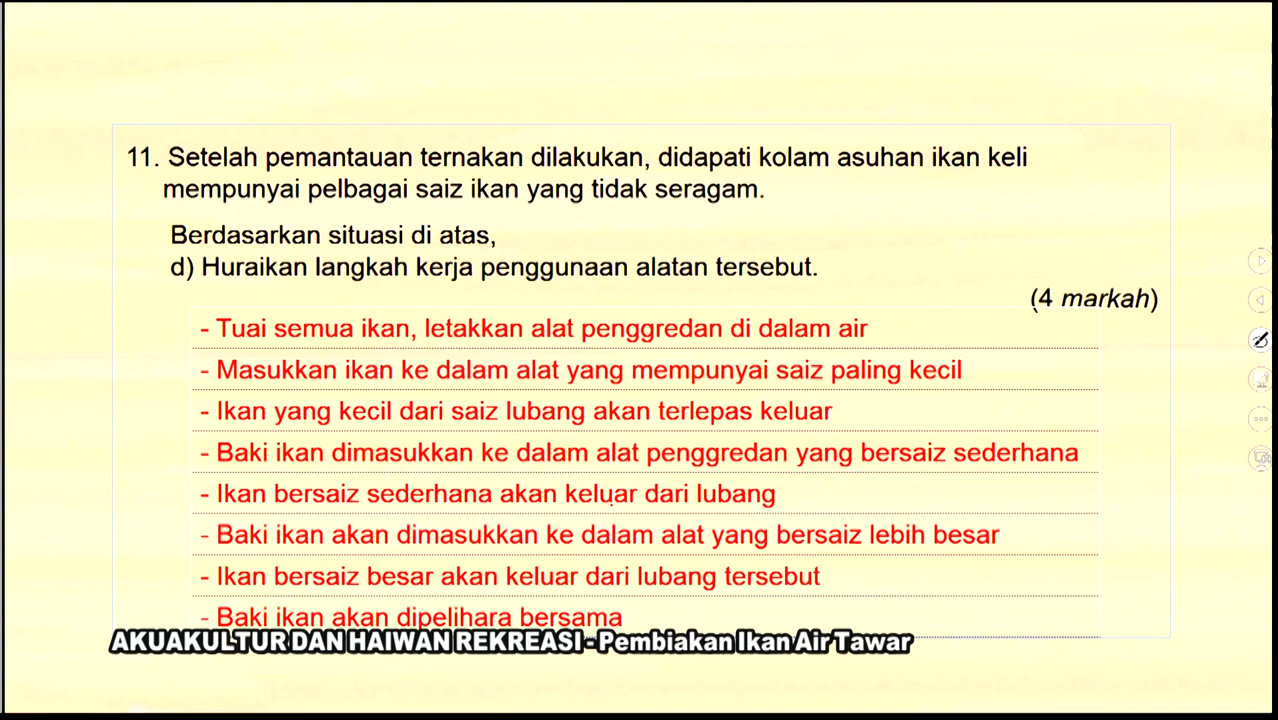 11. Setelah pemantauan ternakan dilakukan, didapati kolam asuhan ikan keli
mempunyai pelbagai saiz ikan yang tidak seragam.
Berdasarkan situasi di atas,
d) Huraikan langkah kerja penggunaan alatan tersebut.
(4 markah)
- Tuai semua ikan, letakkan alat penggredan di dalam air
- Masukkan ikan ke dalam alat yang mempunyai saiz paling kecil
- Ikan yang kecil dari saiz lubang akan terlepas keluar
- Baki ikan dimasukkan ke dalam alat penggredan yang bersaiz sederhana
- Ikan bersaiz sederhana akan keluar dari lubang
- Baki ikan akan dimasukkan ke dalam alat yang bersaiz lebih besar
- Ikan bersaiz besar akan keluar dari lubang tersebut
- Baki ikan akan dipelihara bersama
AKUAKULTUR DAN HAIWAN REKREASI - Pembiakan Ikan Air Tawar